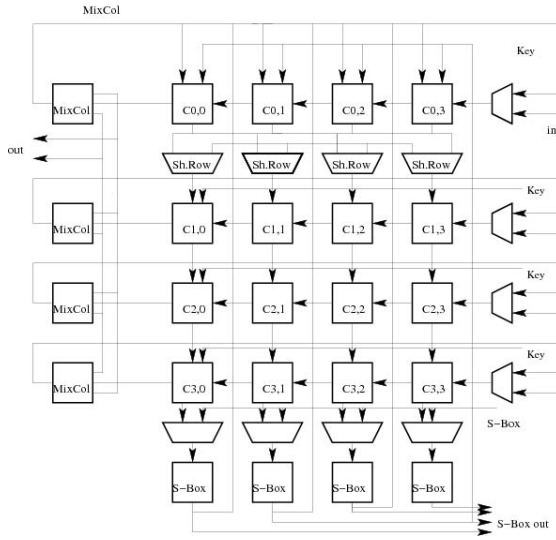 MixCol
Key
MixCol C0,0 C0,1 C0,2 C0,3
in
out
Sh.Row Sh.Row Sh.Row Sh.Row
Key
MixCol C1,0 C1,1 C1,2 C1,3
Key
MixCol C2,0 C2,1 C2,2 C2,3
Key
MixCol C3,0 C3,1 C3,2 C3,3
S-Box
S-Box S-Box S-Box S-Box
S-Box out